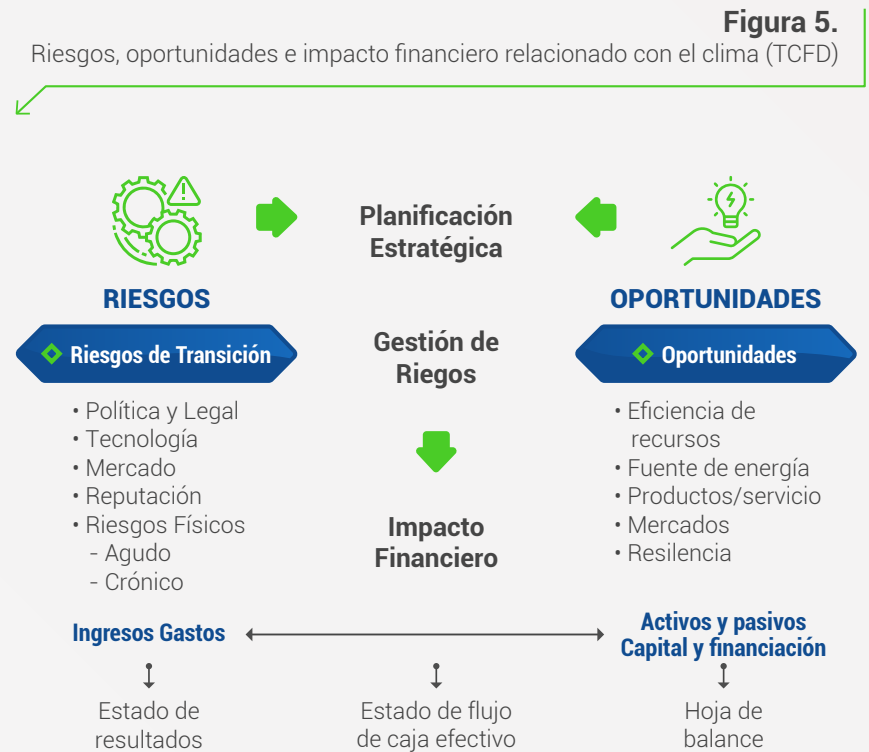 Figura 5.
Riesgos, oportunidades e impacto financiero relacionado con el clima (TCFD)
RIESGOS
Riesgos de Transición
• Política y Legal
• Tecnología
• Mercado
• Reputación
• Riesgos Físicos
- Agudo
- Crónico
Planificación
Estratégica
Gestión de
Riegos
Impacto
Financiero
OPORTUNIDADES
Oportunidades
• Eficiencia de
recursos
• Fuente de energía
• Productos/servicio
• Mercados
• Resilencia
Ingresos Gastos
Activos y pasivos
Capital y financiación
Estado de
resultados
Estado de flujo
de caja efectivo
Hoja de
balance